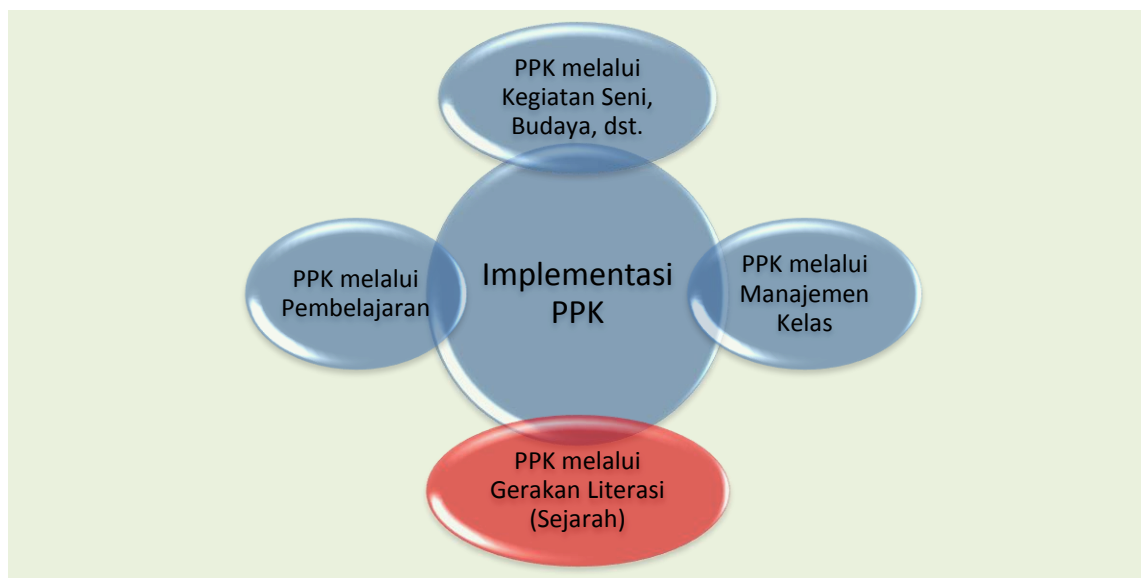 PPK melalui
Kegiatan Seni,
Budaya, dst.
PPK melalui
Pembelajaran
Implementasi
PPK
PPK melalui
Manajemen
Kelas
PPK melalui
Gerakan Literasi
(Sejarah)